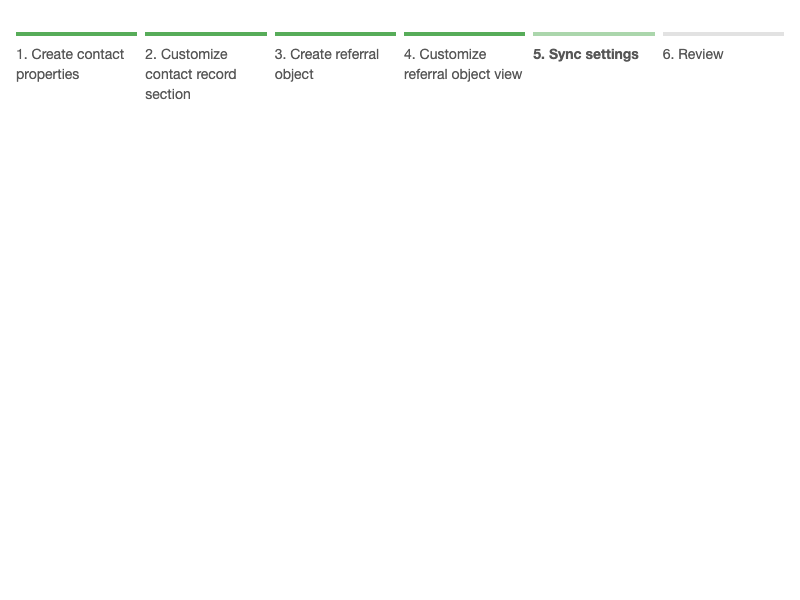 1. Create contact
properties
2. Customize
contact record
section
3. Create referral
object
4. Customize
referral object view
5. Sync settings
6. Review